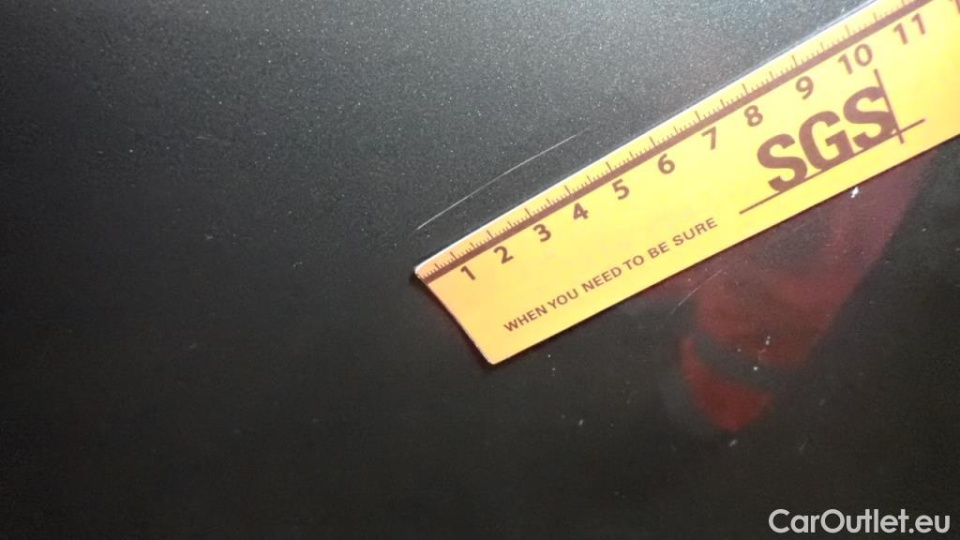 1 2 3 4 5 6 7 8 9 10 11
SGS
WHEN YOU NEED TO BE SURE
CarOutlet.eu